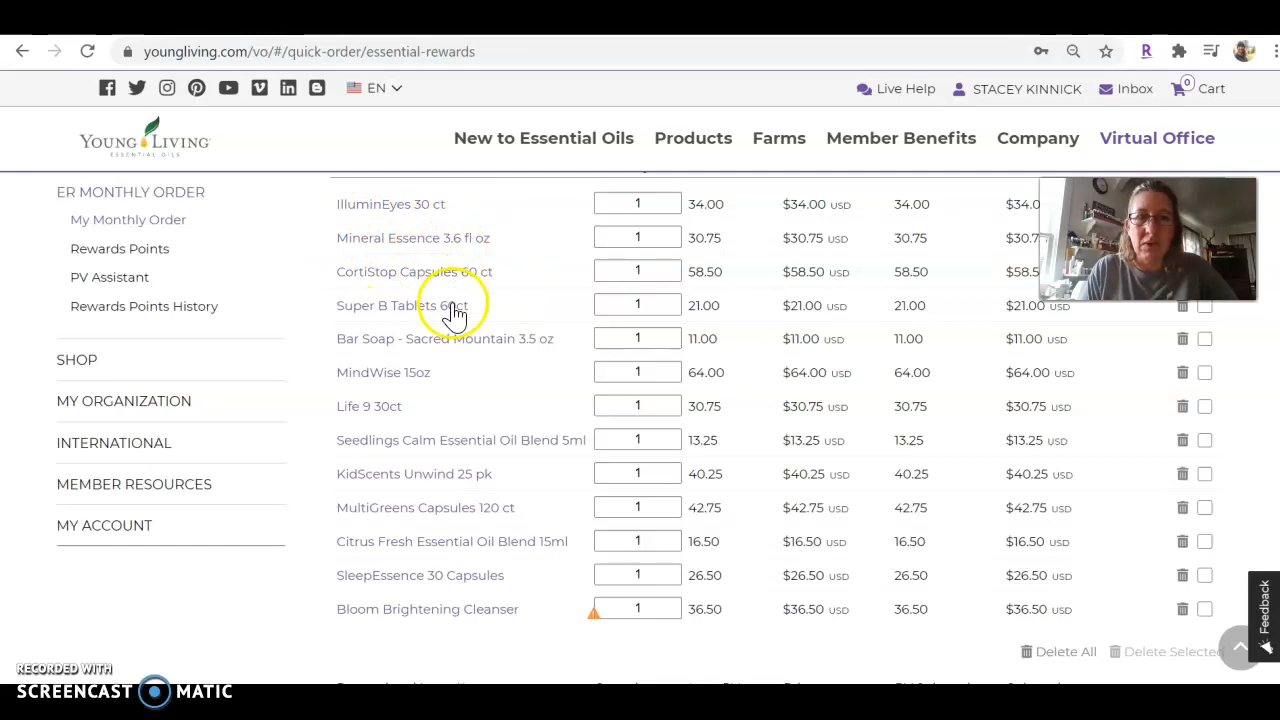 youngliving.com/vo/#/quick-order/essential-rewards
R
EN
Live Help
STACEY KINNICK
Inbox
0
Cart
YOUNG LIVING
ESSENTIAL OILS
New to Essential Oils
Products
Farms
Member Benefits
Company
Virtual Office
ER MONTHLY ORDER
My Monthly Order
Rewards Points
PV Assistant
Rewards Points History
SHOP
MY ORGANIZATION
INTERNATIONAL
MEMBER RESOURCES
MY ACCOUNT
IlluminEyes 30 ct 1 34.00 $34.00 USD 34.00 $34.0
Mineral Essence 3.6 fl oz 1 30.75 $30.75 USD 30.75 $30.7
CortiStop Capsules 60 ct 1 58.50 $58.50 USD 58.50 $58.5
Super B Tablets 60ct 1 21.00 $21.00 USD 21.00 $21.00 USD
Bar Soap - Sacred Mountain 3.5 oz 1 11.00 $11.00 USD 11.00 $11.00 USD
MindWise 15oz 1 64.00 $64.00 USD 64.00 $64.00 USD
Life 9 30ct 1 30.75 $30.75 USD 30.75 $30.75 USD
Seedlings Calm Essential Oil Blend 5ml 1 13.25 $13.25 USD 13.25 $13.25 USD
KidScents Unwind 25 pk 1 40.25 $40.25 USD 40.25 $40.25 USD
MultiGreens Capsules 120 ct 1 42.75 $42.75 USD 42.75 $42.75 USD
Citrus Fresh Essential Oil Blend 15ml 1 16.50 $16.50 USD 16.50 $16.50 USD
SleepEssence 30 Capsules 1 26.50 $26.50 USD 26.50 $26.50 USD
Bloom Brightening Cleanser 1 36.50 $36.50 USD 36.50 $36.50 USD
Delete All
Delete Selected
Feedback
RECORDED WITH
SCREENCAST MATIC